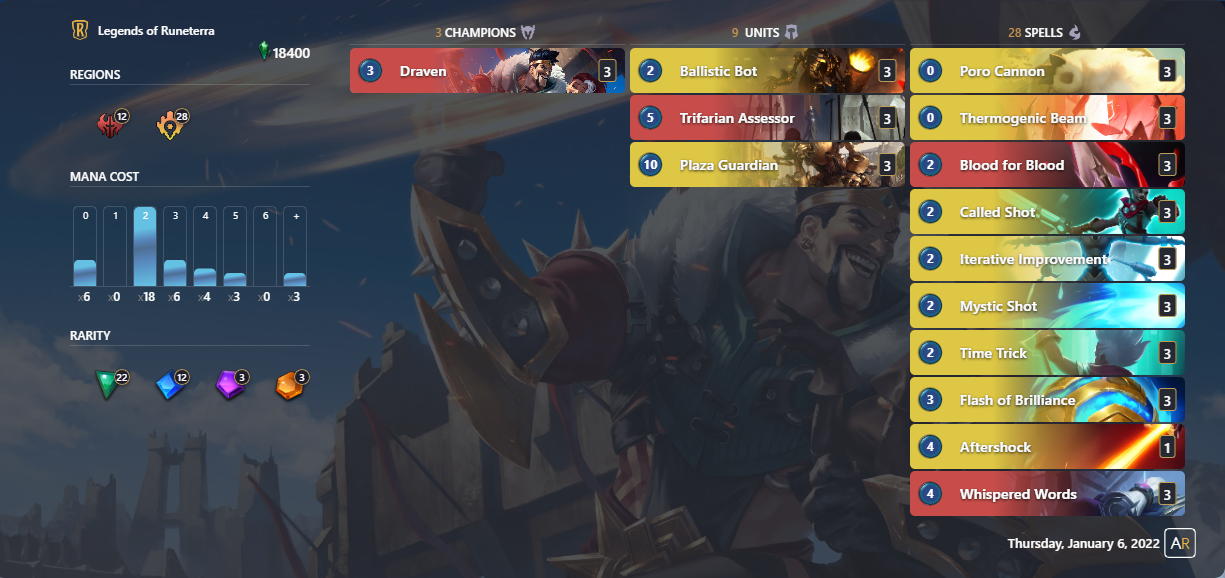 R Legends of Runeterra
18400
REGIONS
12 28
MANA COST
0 1 2 3 4 5 6 +
x6 x0 x18 x6 x4 x3 x0 x3
RARITY
22 12 3 3
3 CHAMPIONS
3 Draven 3
9 UNITS
2 Ballistic Bot 3
5 Trifarian Assessor 3
10 Plaza Guardian 3
28 SPELLS
0 Poro Cannon 3
0 Thermogenic Beam 3
2 Blood for Blood 3
2 Called Shot 3
2 Iterative Improvement 3
2 Mystic Shot 3
2 Time Trick 3
3 Flash of Brilliance 3
4 Aftershock 1
4 Whispered Words 3
Thursday, January 6, 2022 AR